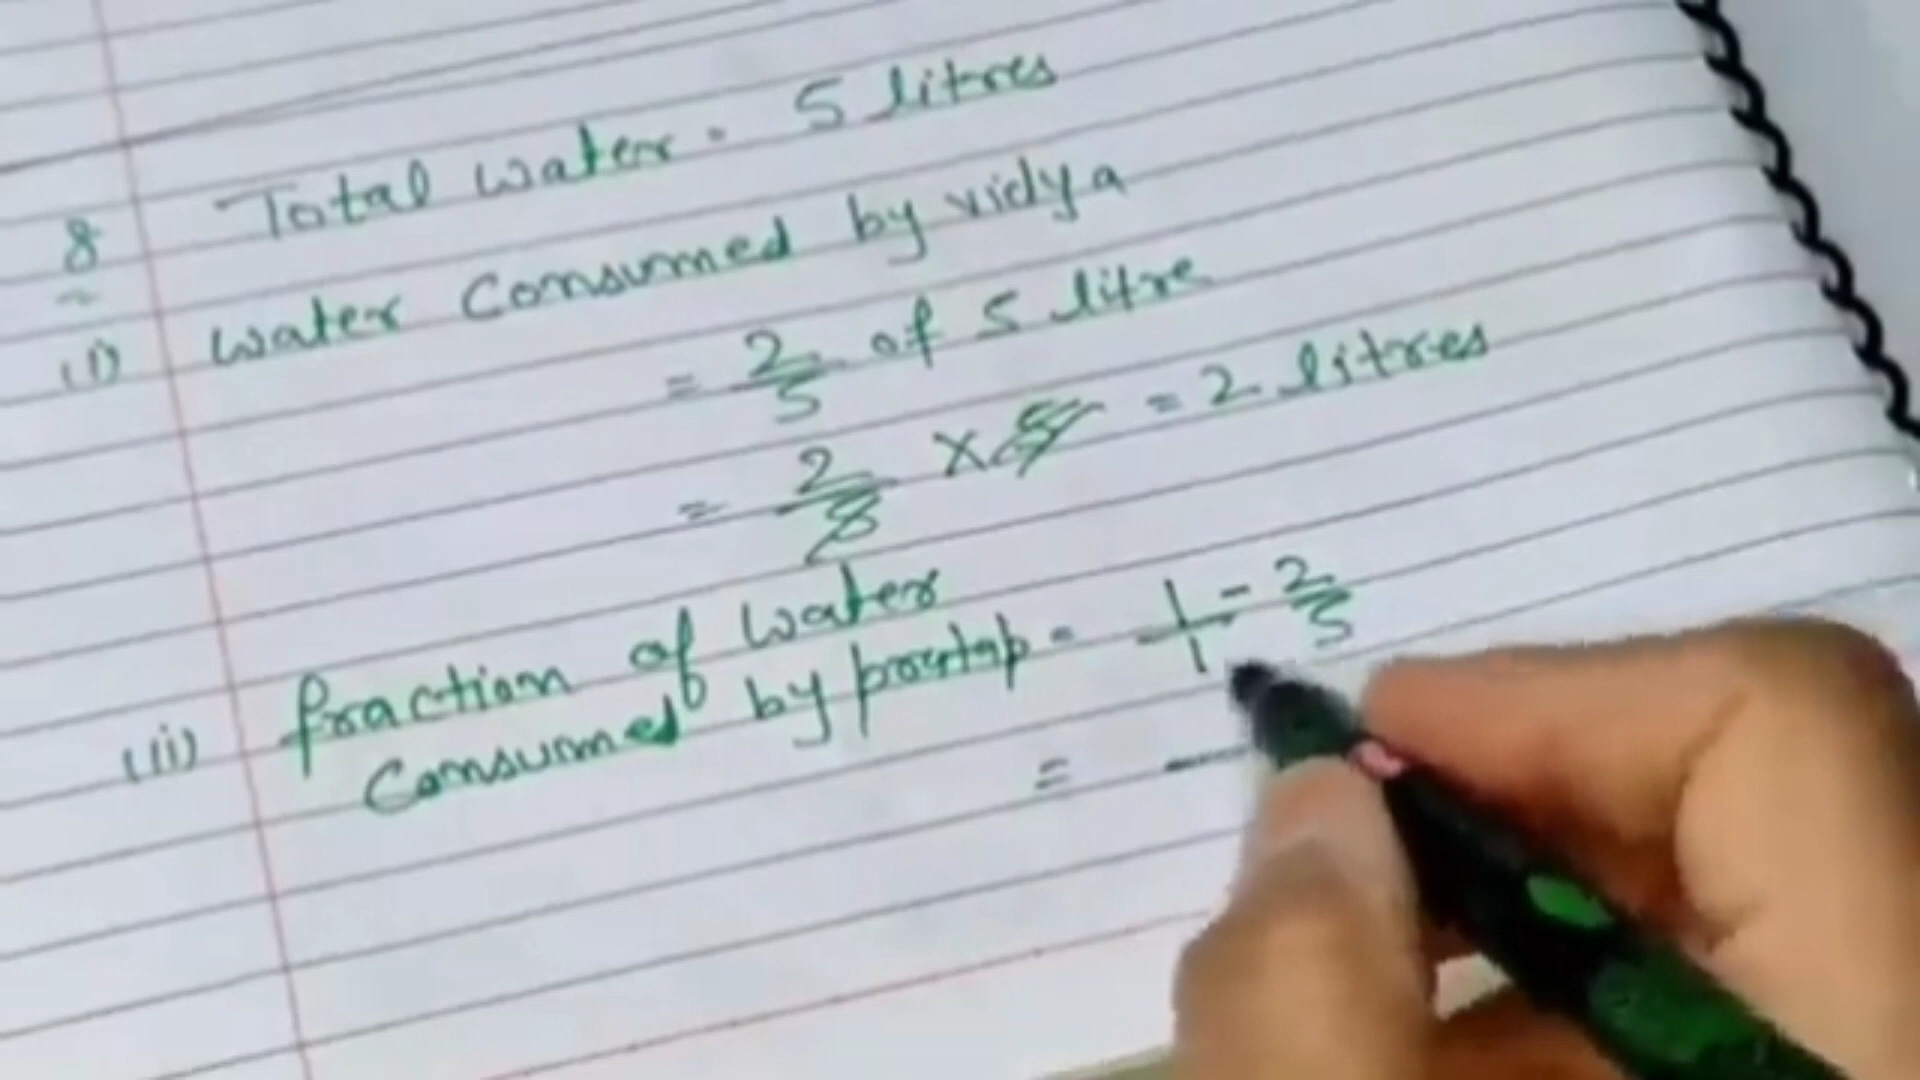 8 Total water = 5 litres
(i) water Consumed by vidya
= 2/5 of 5 litre
= 2/5 × 5 = 2 litres
(ii) fraction of water
Consumed by pratap = 1/1 - 2/5
=